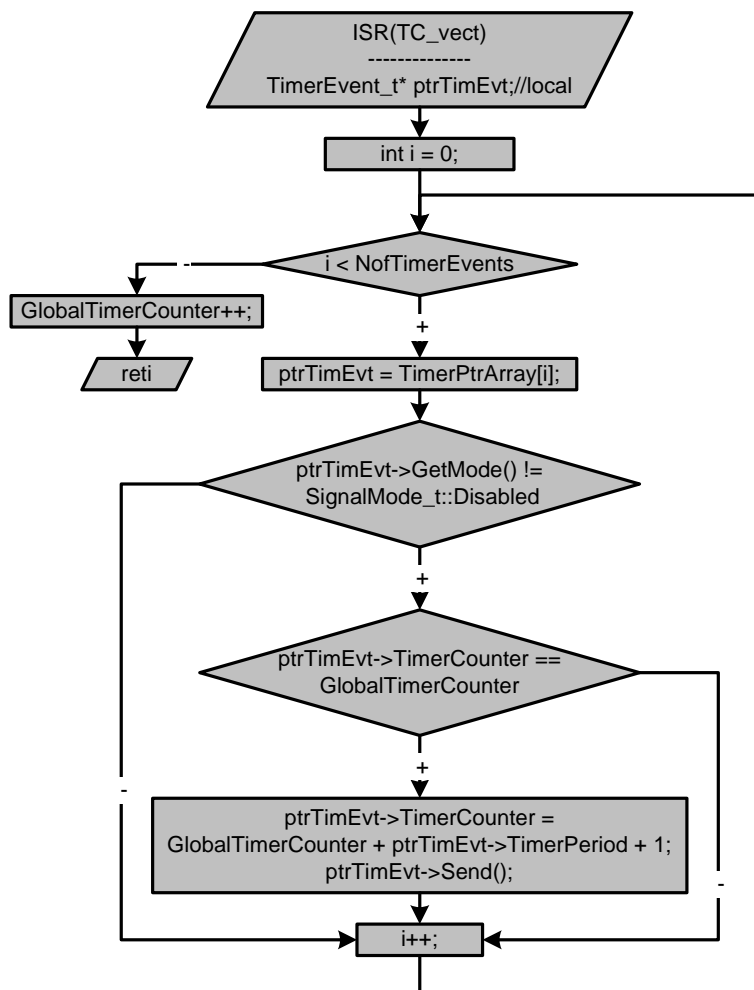 ISR(TC_vect)
--------------
TimerEvent_t* ptrTimEvt;//local
int i = 0;
i < NofTimerEvents
-
GlobalTimerCounter++;
+
reti
ptrTimEvt = TimerPtrArray[i];
ptrTimEvt->GetMode() !=
SignalMode_t::Disabled
+
ptrTimEvt->TimerCounter ==
GlobalTimerCounter
+
-
ptrTimEvt->TimerCounter =
GlobalTimerCounter + ptrTimEvt->TimerPeriod + 1;
ptrTimEvt->Send();
-
i++;